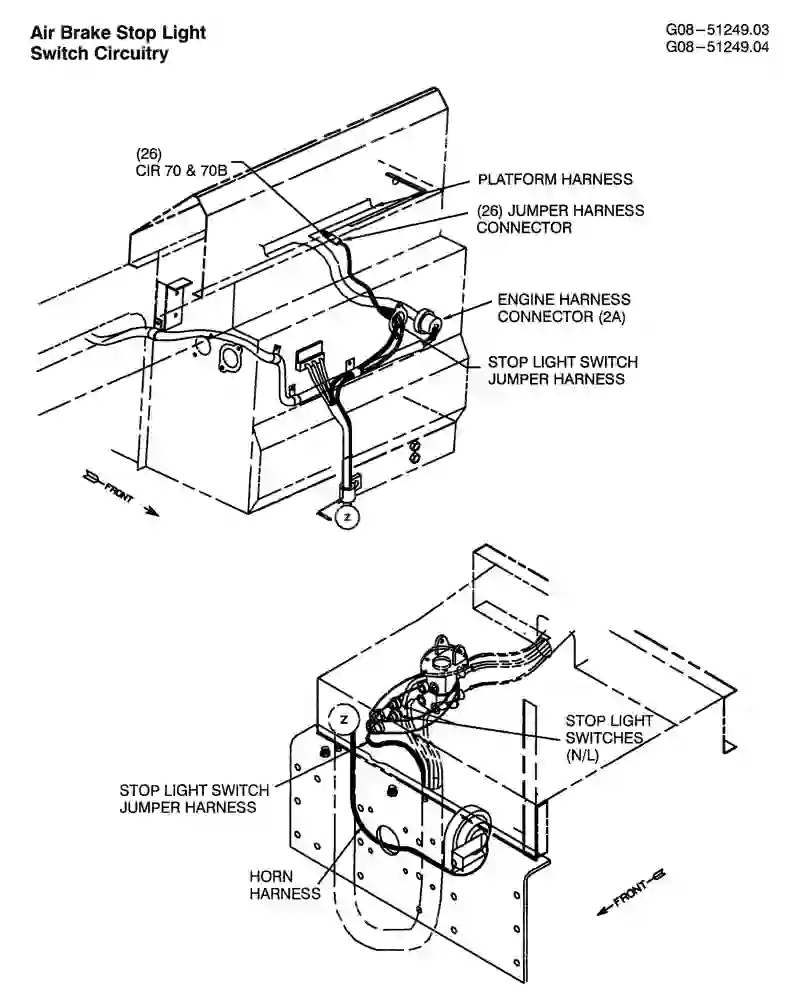 Air Brake Stop Light
Switch Circuitry
G08-51249.03
G08-51249.04
(26)
CIR 70 & 70B
PLATFORM HARNESS
(26) JUMPER HARNESS
CONNECTOR
ENGINE HARNESS
CONNECTOR (2A)
STOP LIGHT SWITCH
JUMPER HARNESS
FRONT
Z
Z
STOP LIGHT
SWITCHES
(N/L)
STOP LIGHT SWITCH
JUMPER HARNESS
HORN
HARNESS
FRONT